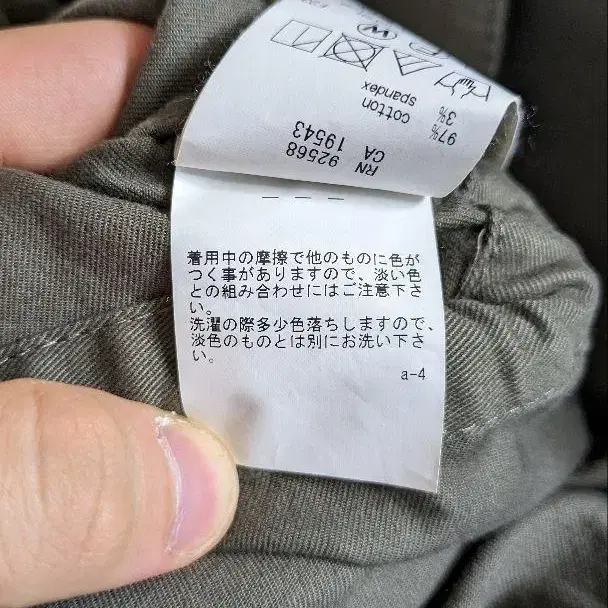 97% cotton
3% spandex
RN 92568
CA 19543
着用中の摩擦で他のものに色が
つく事がありますので、淡い色
との組み合わせにはご注意下さ
い。
洗濯の際多少色落ちしますので、
淡色のものとは別にお洗い下さ
い。
a-4